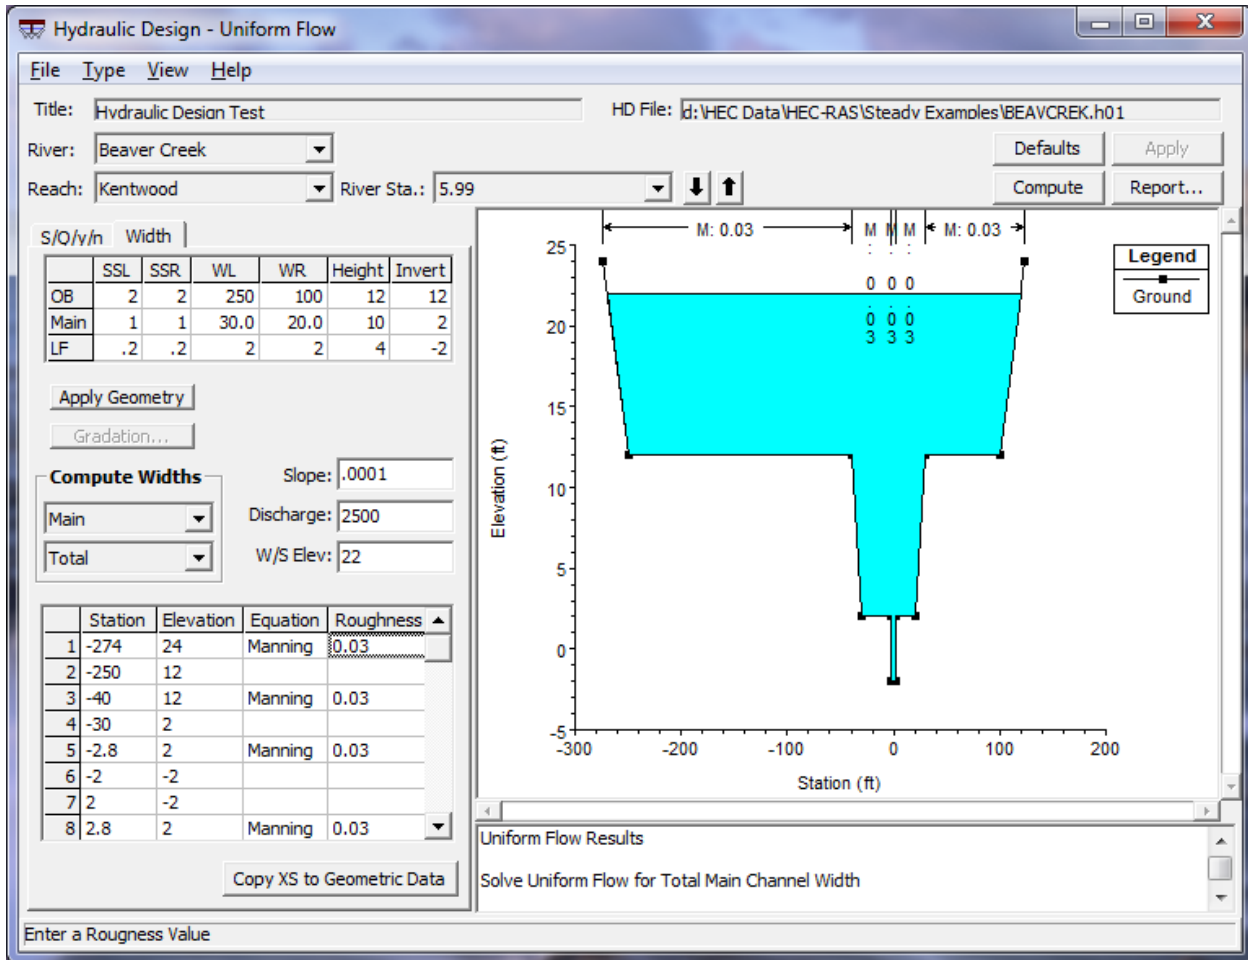 Hydraulic Design - Uniform Flow
File Type View Help
Title: Hydraulic Design Test HD File: d:\HEC Data\HEC-RAS\Steady Examples\BEAVCREK.h01
River: Beaver Creek Defaults Apply
Reach: Kentwood River Sta.: 5.99 Compute Report...
S/Q/y/n Width
SSL SSR WL WR Height Invert
OB 2 2 250 100 12 12
Main 1 1 30.0 20.0 10 2
LF .2 .2 2 2 4 -2
Apply Geometry
Gradation...
Compute Widths
Main
Total
Slope: .0001
Discharge: 2500
W/S Elev: 22
Station Elevation Equation Roughness
1 -274 24 Manning 0.03
2 -250 12
3 -40 12 Manning 0.03
4 -30 2
5 -2.8 2 Manning 0.03
6 -2 -2
7 2 -2
8 2.8 2 Manning 0.03
Copy XS to Geometric Data
M: 0.03 M: 0.03 M: 0.03 M: 0.03 M: 0.03
Legend
Ground
25
20
15
10
5
0
-5
Elevation (ft)
-300 -200 -100 0 100 200
Station (ft)
Uniform Flow Results
Solve Uniform Flow for Total Main Channel Width
Enter a Rougness Value